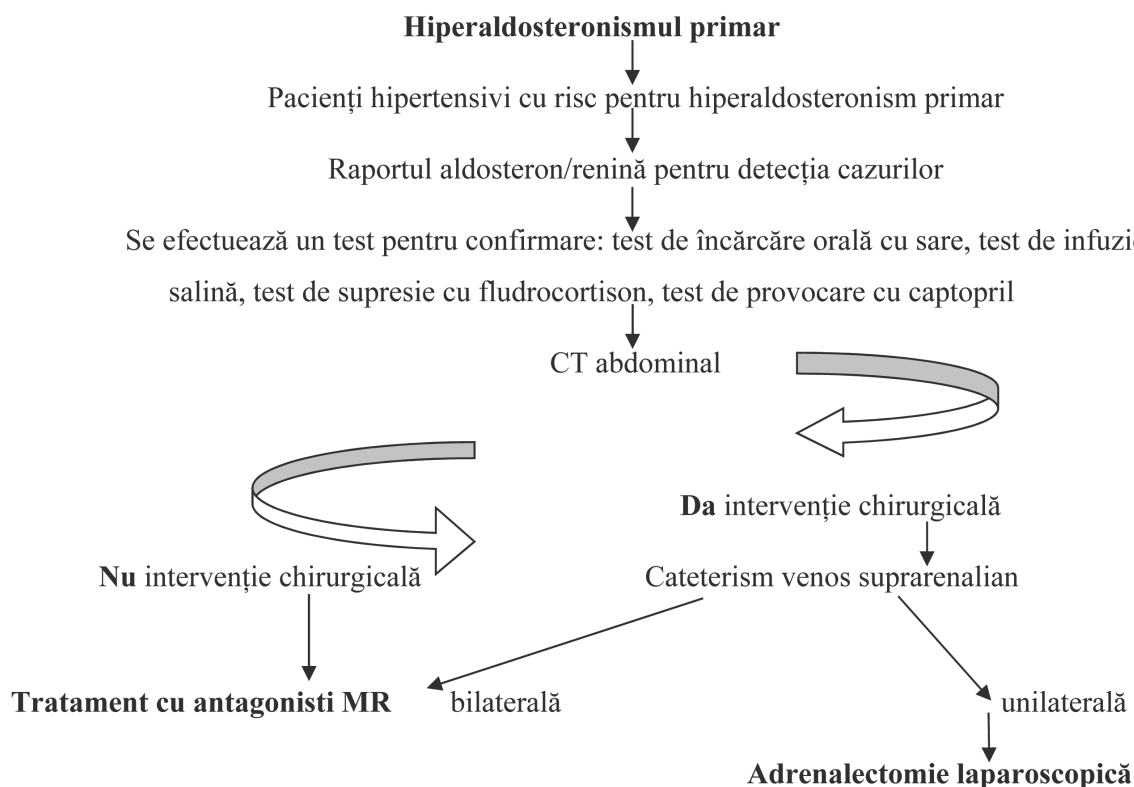 Hiperaldosteronismul primar
Pacienți hipertensivi cu risc pentru hiperaldosteronism primar
Raportul aldosteron/renină pentru detecția cazurilor
Se efectuează un test pentru confirmare: test de încărcare orală cu sare, test de infuzie
salină, test de supresie cu fludrocortison, test de provocare cu captopril
CT abdominal
Da intervenție chirurgicală
Nu intervenție chirurgicală
Cateterism venos suprarenalian
Tratament cu antagonisti MR
bilaterală
unilaterală
Adrenalectomie laparoscopică